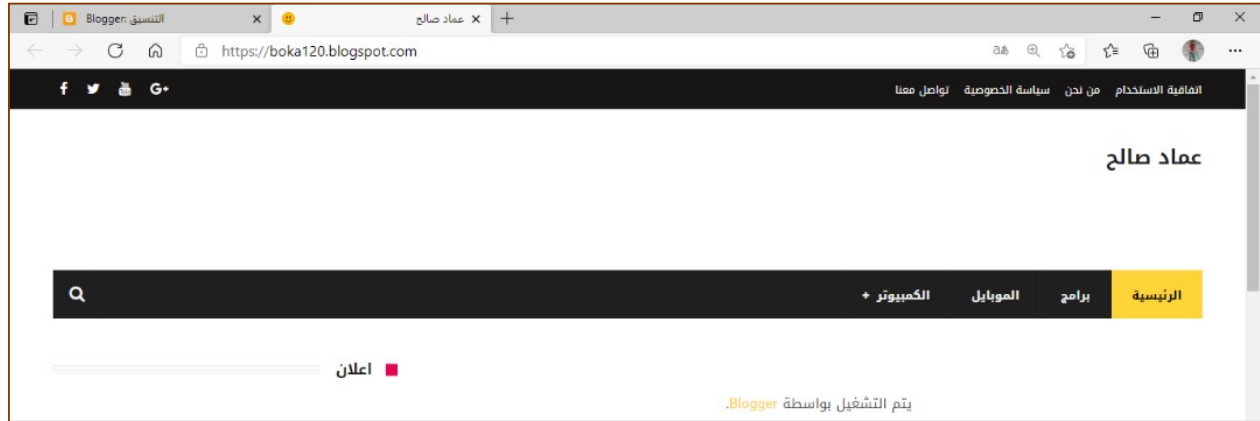 Blogger: التنسيق
عماد صالح
https://boka120.blogspot.com
اتفاقية الاستخدام من نحن سياسة الخصوصية تواصل معنا
G+
عماد صالح
الرئيسية برامج الموبايل الكمبيوتر +
اعلان
يتم التشغيل بواسطة Blogger.